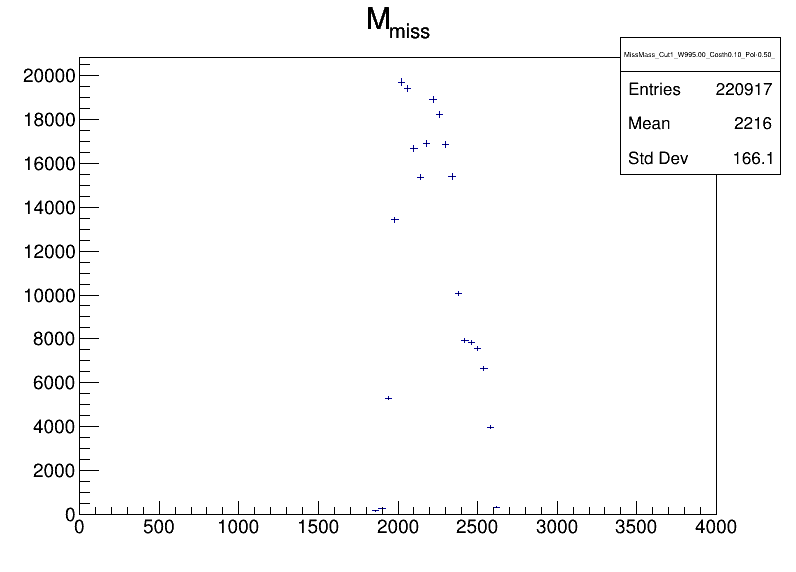 M_miss
MissMass_Cut1_W995.00_Costh0.10_Pol-0.50_
Entries 220917
Mean 2216
Std Dev 166.1
20000
18000
16000
14000
12000
10000
8000
6000
4000
2000
0
0 500 1000 1500 2000 2500 3000 3500 4000